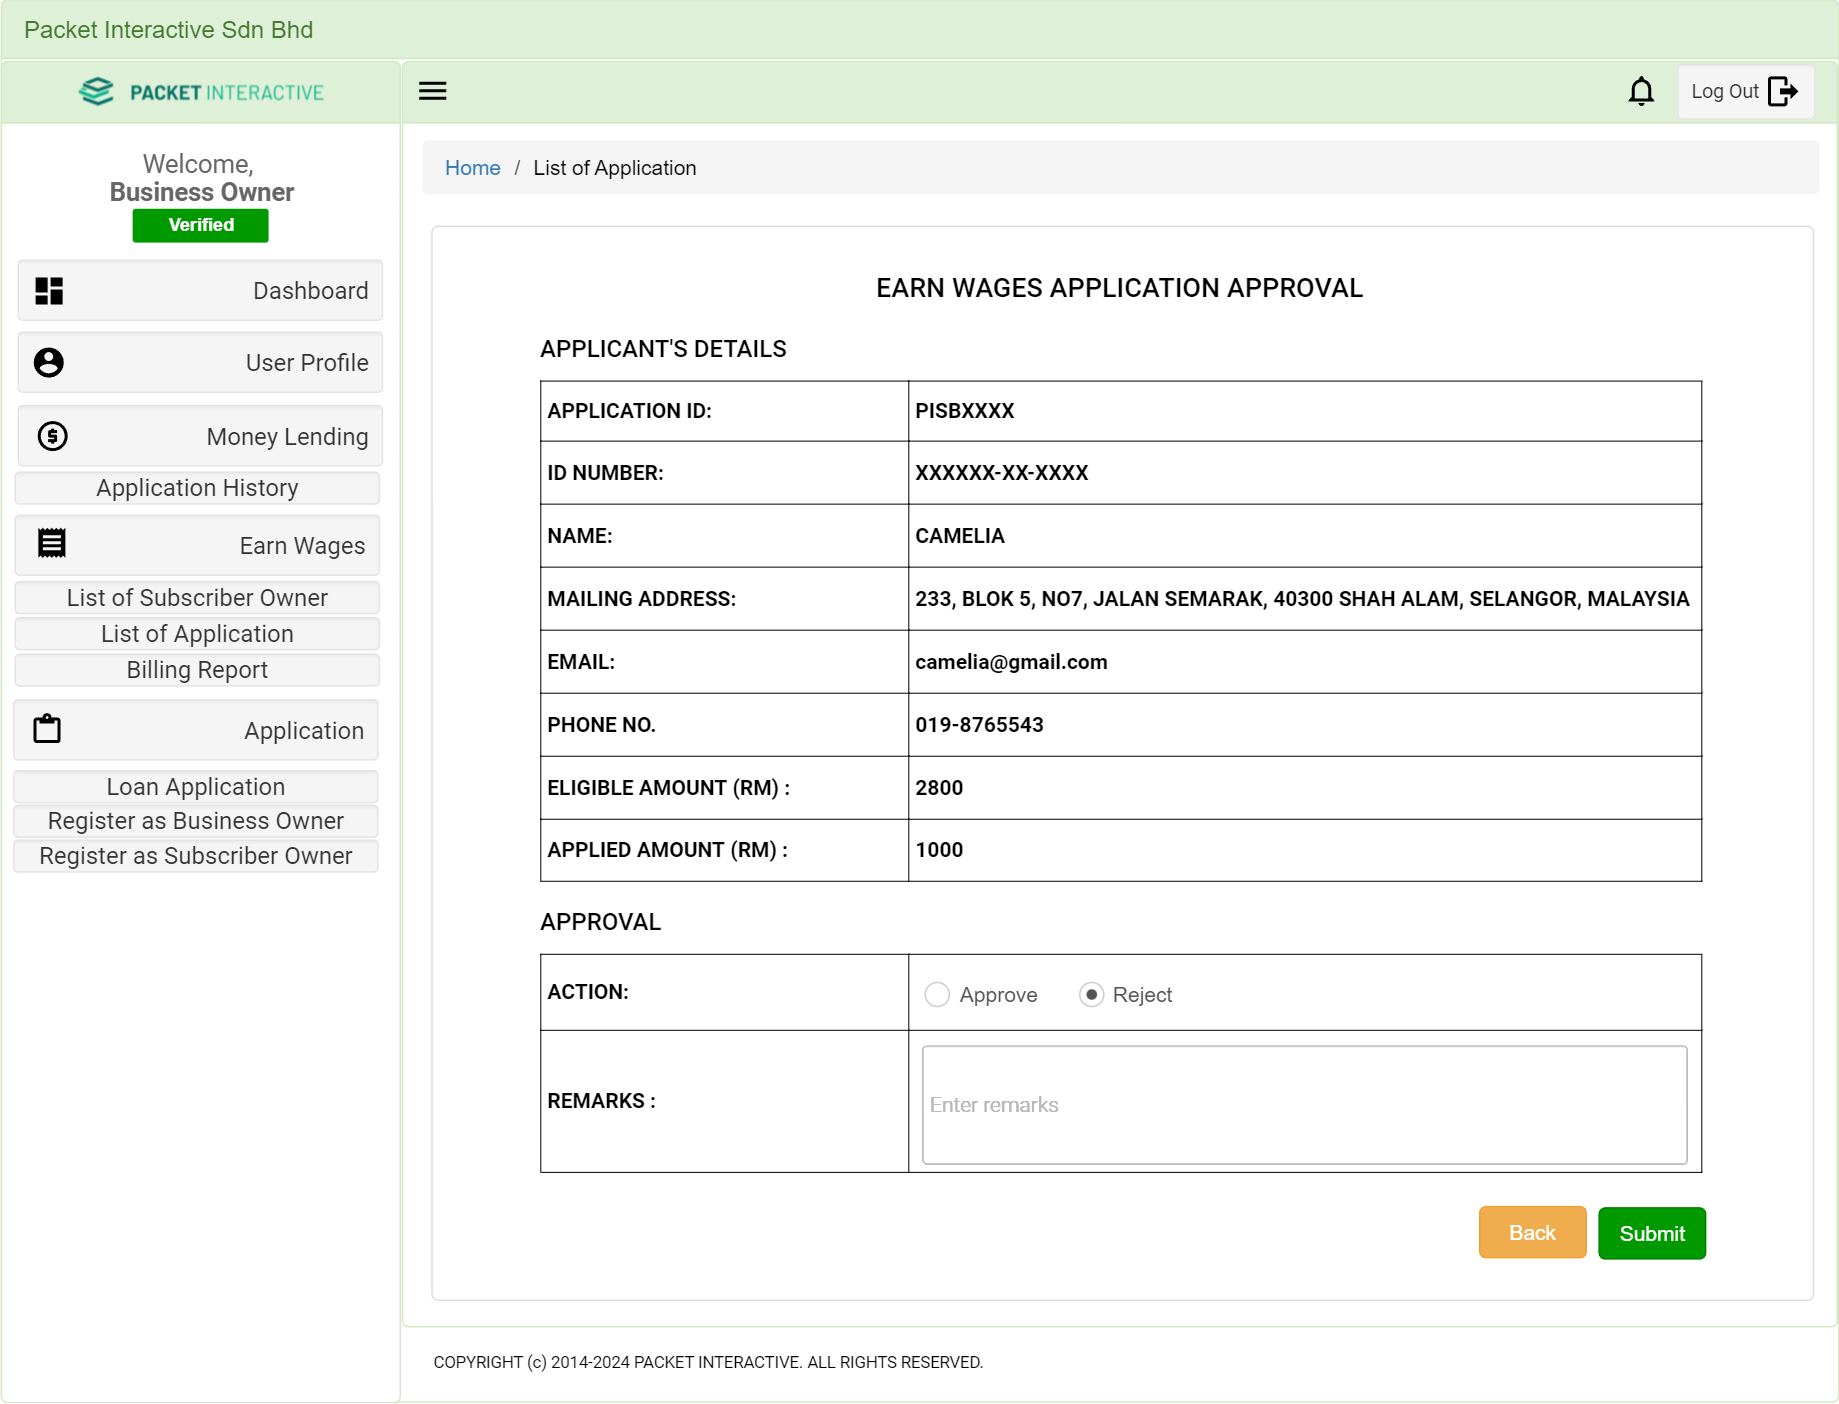 Packet Interactive Sdn Bhd
PACKET INTERACTIVE
Log Out
Welcome,
Business Owner
Verified
Dashboard
User Profile
Money Lending
Application History
Earn Wages
List of Subscriber Owner
List of Application
Billing Report
Application
Loan Application
Register as Business Owner
Register as Subscriber Owner
Home / List of Application
EARN WAGES APPLICATION APPROVAL
APPLICANT'S DETAILS
APPLICATION ID: PISBXXXX
ID NUMBER: XXXXXX-XX-XXXX
NAME: CAMELIA
MAILING ADDRESS: 233, BLOK 5, NO7, JALAN SEMARAK, 40300 SHAH ALAM, SELANGOR, MALAYSIA
EMAIL: camelia@gmail.com
PHONE NO. 019-8765543
ELIGIBLE AMOUNT (RM) : 2800
APPLIED AMOUNT (RM) : 1000
APPROVAL
ACTION: Approve Reject
REMARKS : Enter remarks
Back Submit
COPYRIGHT (c) 2014-2024 PACKET INTERACTIVE. ALL RIGHTS RESERVED.